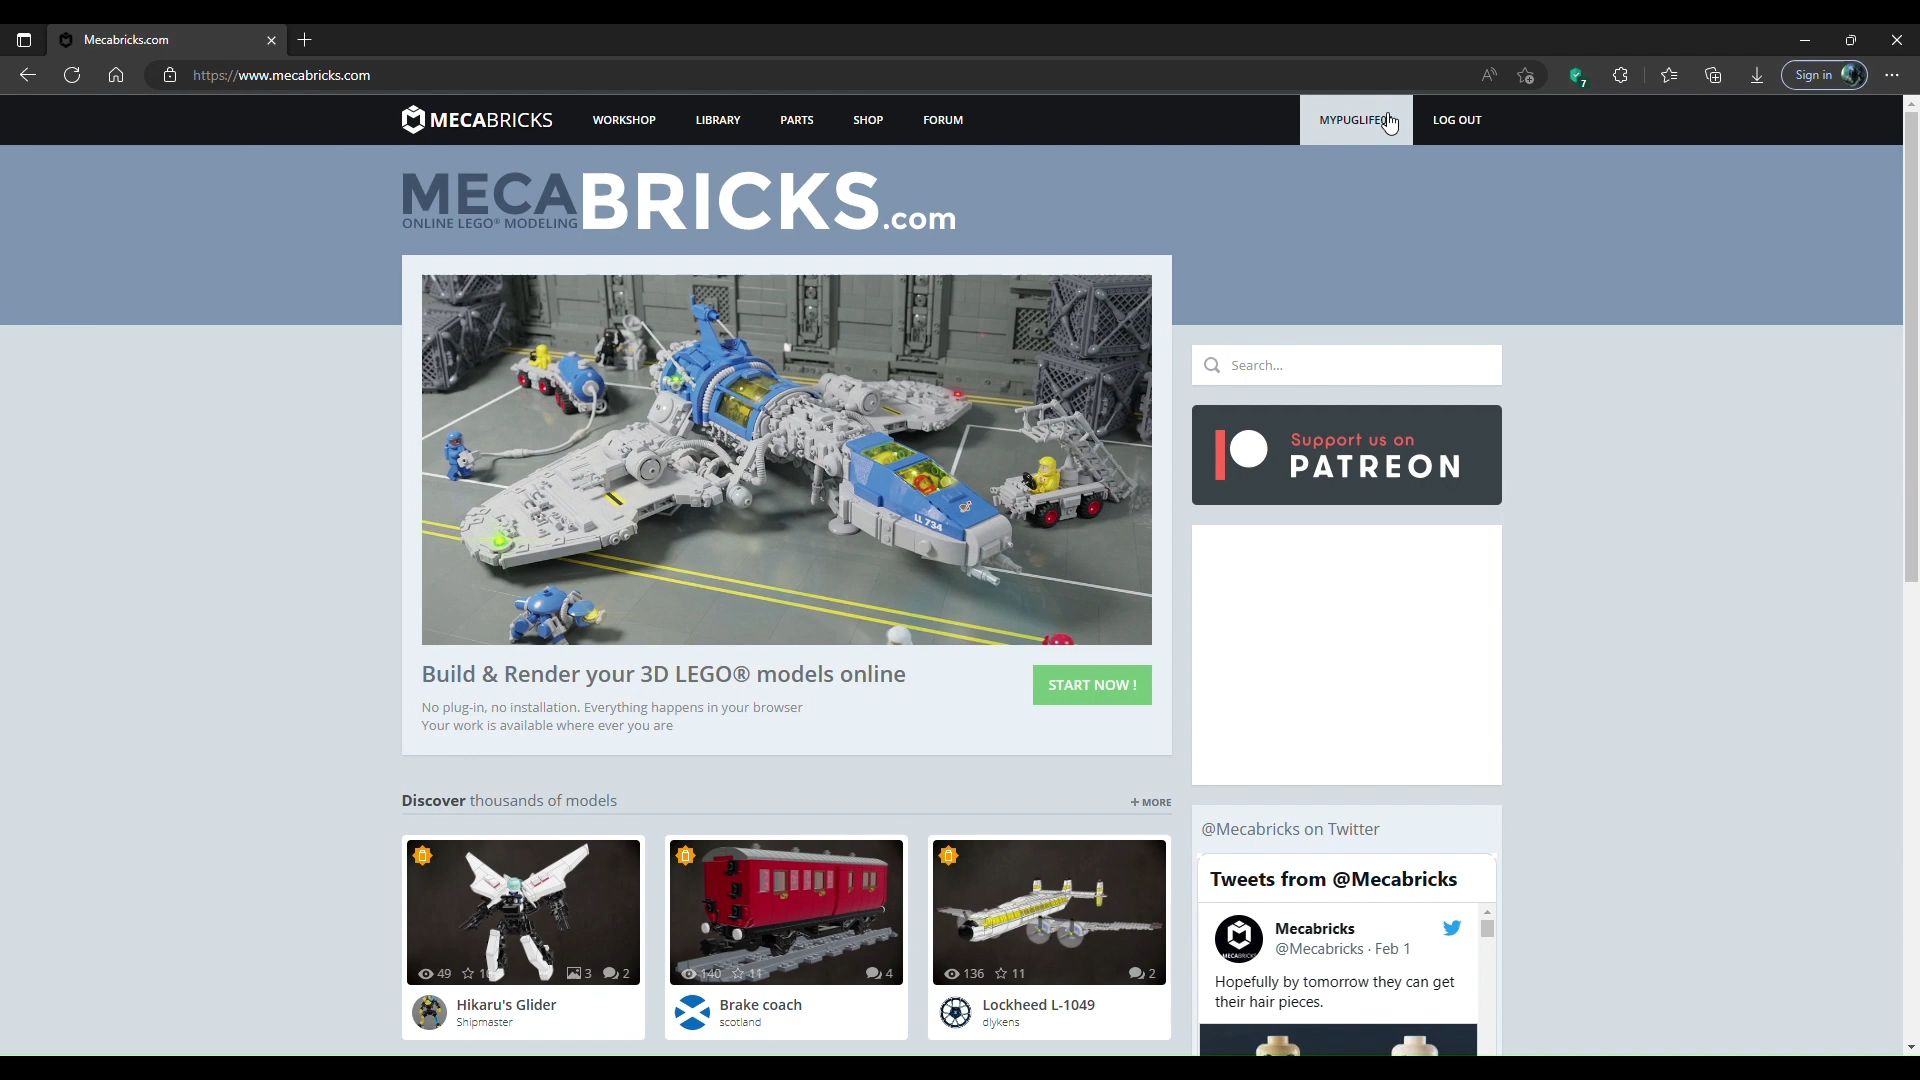 Mecabricks.com
https://www.mecabricks.com
7
Sign in
MECABRICKS
WORKSHOP
LIBRARY
PARTS
SHOP
FORUM
LOG OUT
MECABRICKS.com
ONLINE LEGO® MODELING
LL 734
Search...
Support us on
PATREON
Build & Render your 3D LEGO® models online
START NOW !
No plug-in, no installation. Everything happens in your browser
Your work is available where ever you are
Discover thousands of models
+ MORE
49 3 2
Hikaru's Glider
Shipmaster
140 11 4
Brake coach
scotland
136 11 2
Lockheed L-1049
dlykens
@Mecabricks on Twitter
Tweets from @Mecabricks
Mecabricks
@Mecabricks · Feb 1
Hopefully by tomorrow they can get
their hair pieces.